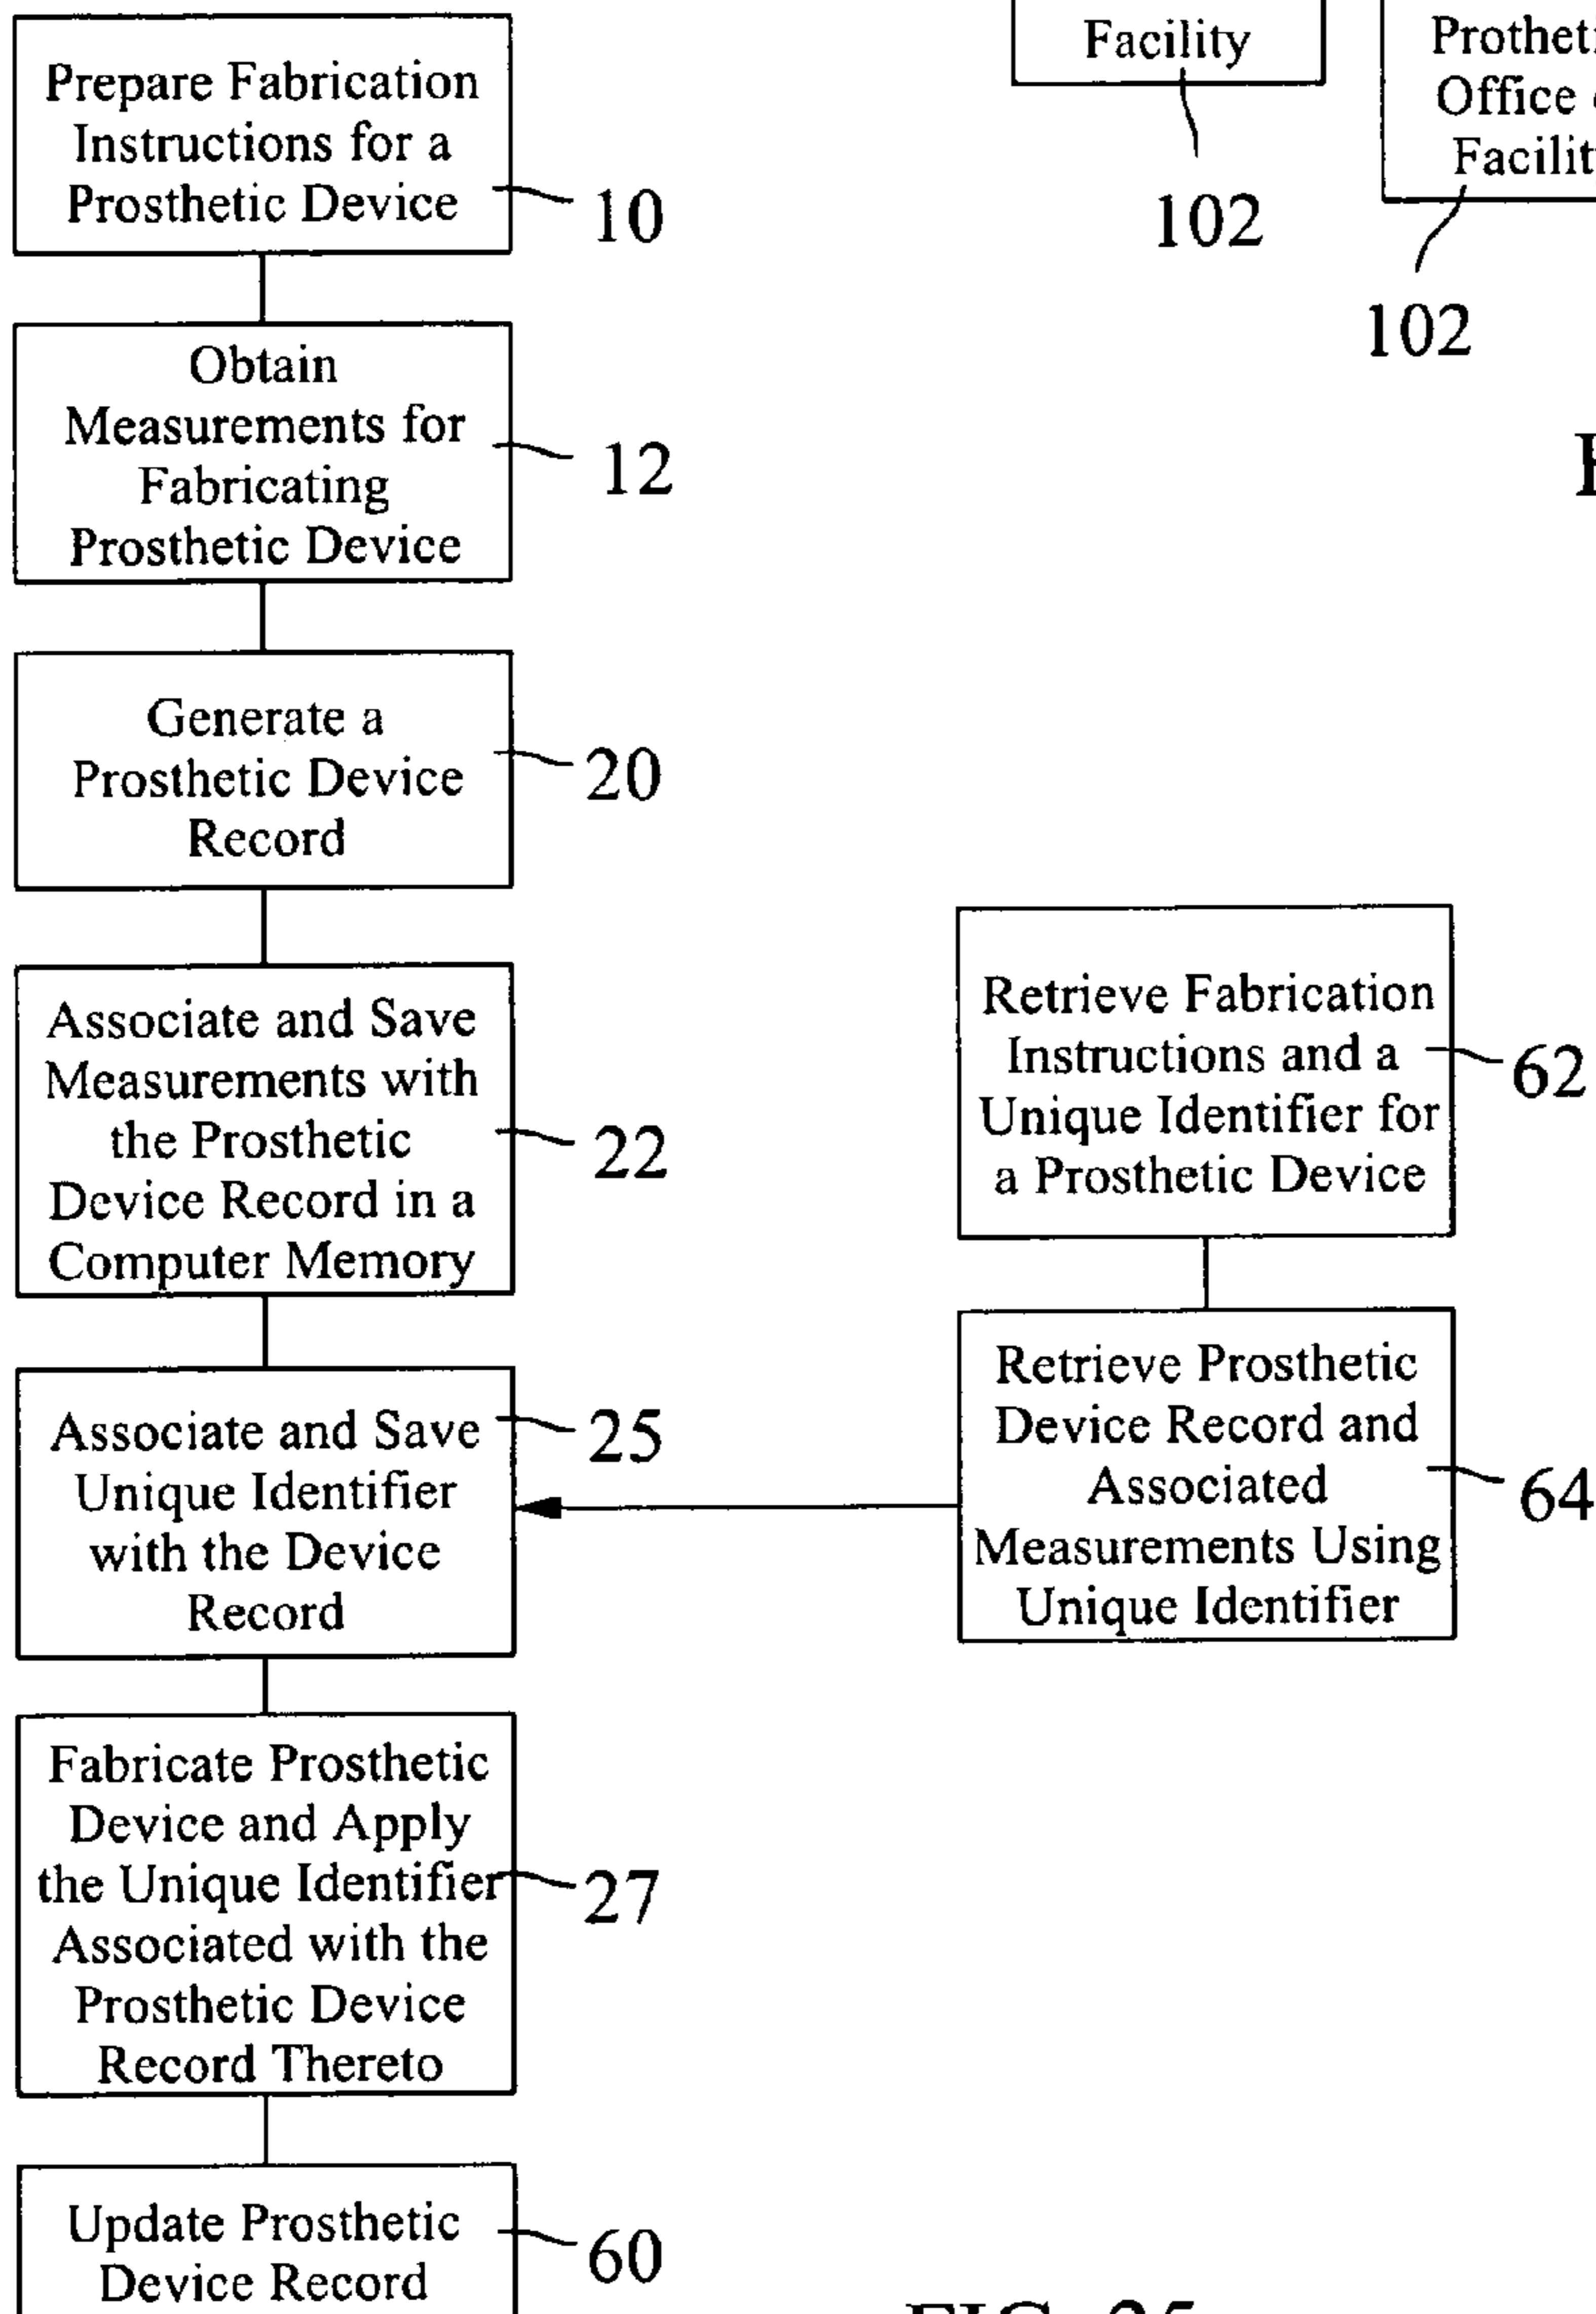 Prepare Fabrication
Instructions for a
Prosthetic Device
10
Obtain
Measurements for
Fabricating
Prosthetic Device
12
Generate a
Prosthetic Device
Record
20
Associate and Save
Measurements with
the Prosthetic
Device Record in a
Computer Memory
22
Associate and Save
Unique Identifier
with the Device
Record
25
Fabricate Prosthetic
Device and Apply
the Unique Identifier
Associated with the
Prosthetic Device
Record Thereto
27
Update Prosthetic
Device Record
60
Facility
102
Office
102
Retrieve Fabrication
Instructions and a
Unique Identifier for
a Prosthetic Device
62
Retrieve Prosthetic
Device Record and
Associated
Measurements Using
Unique Identifier
64